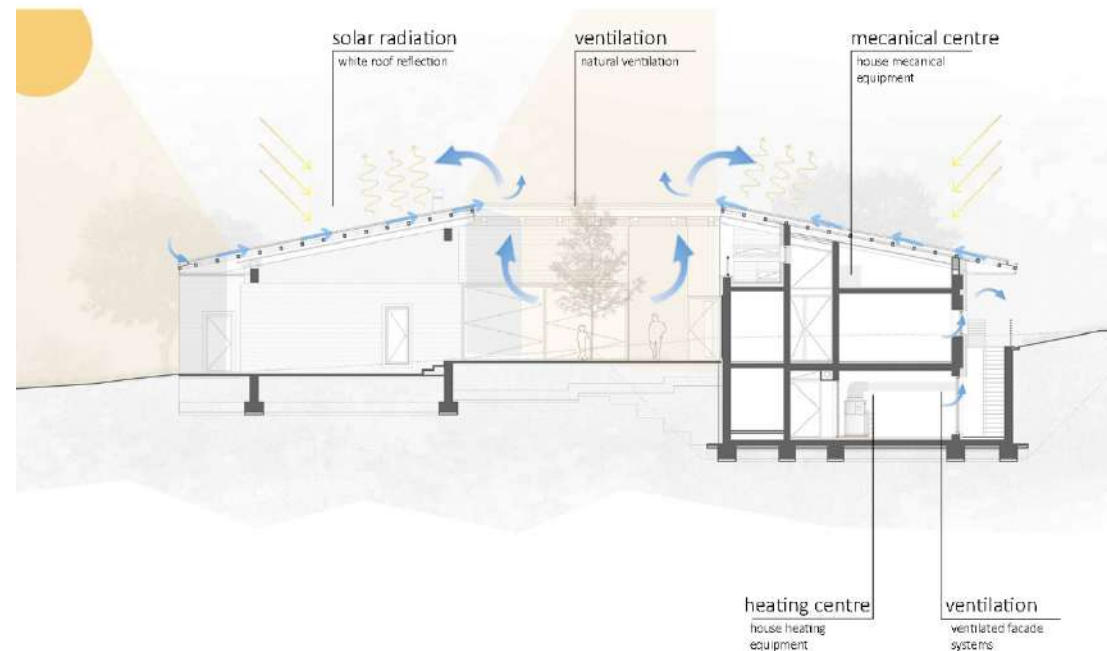 solar radiation
white roof reflection
ventilation
natural ventilation
mecanical centre
house mecanical
equipment
heating centre
house heating
equipment
ventilation
ventilated facade
systems